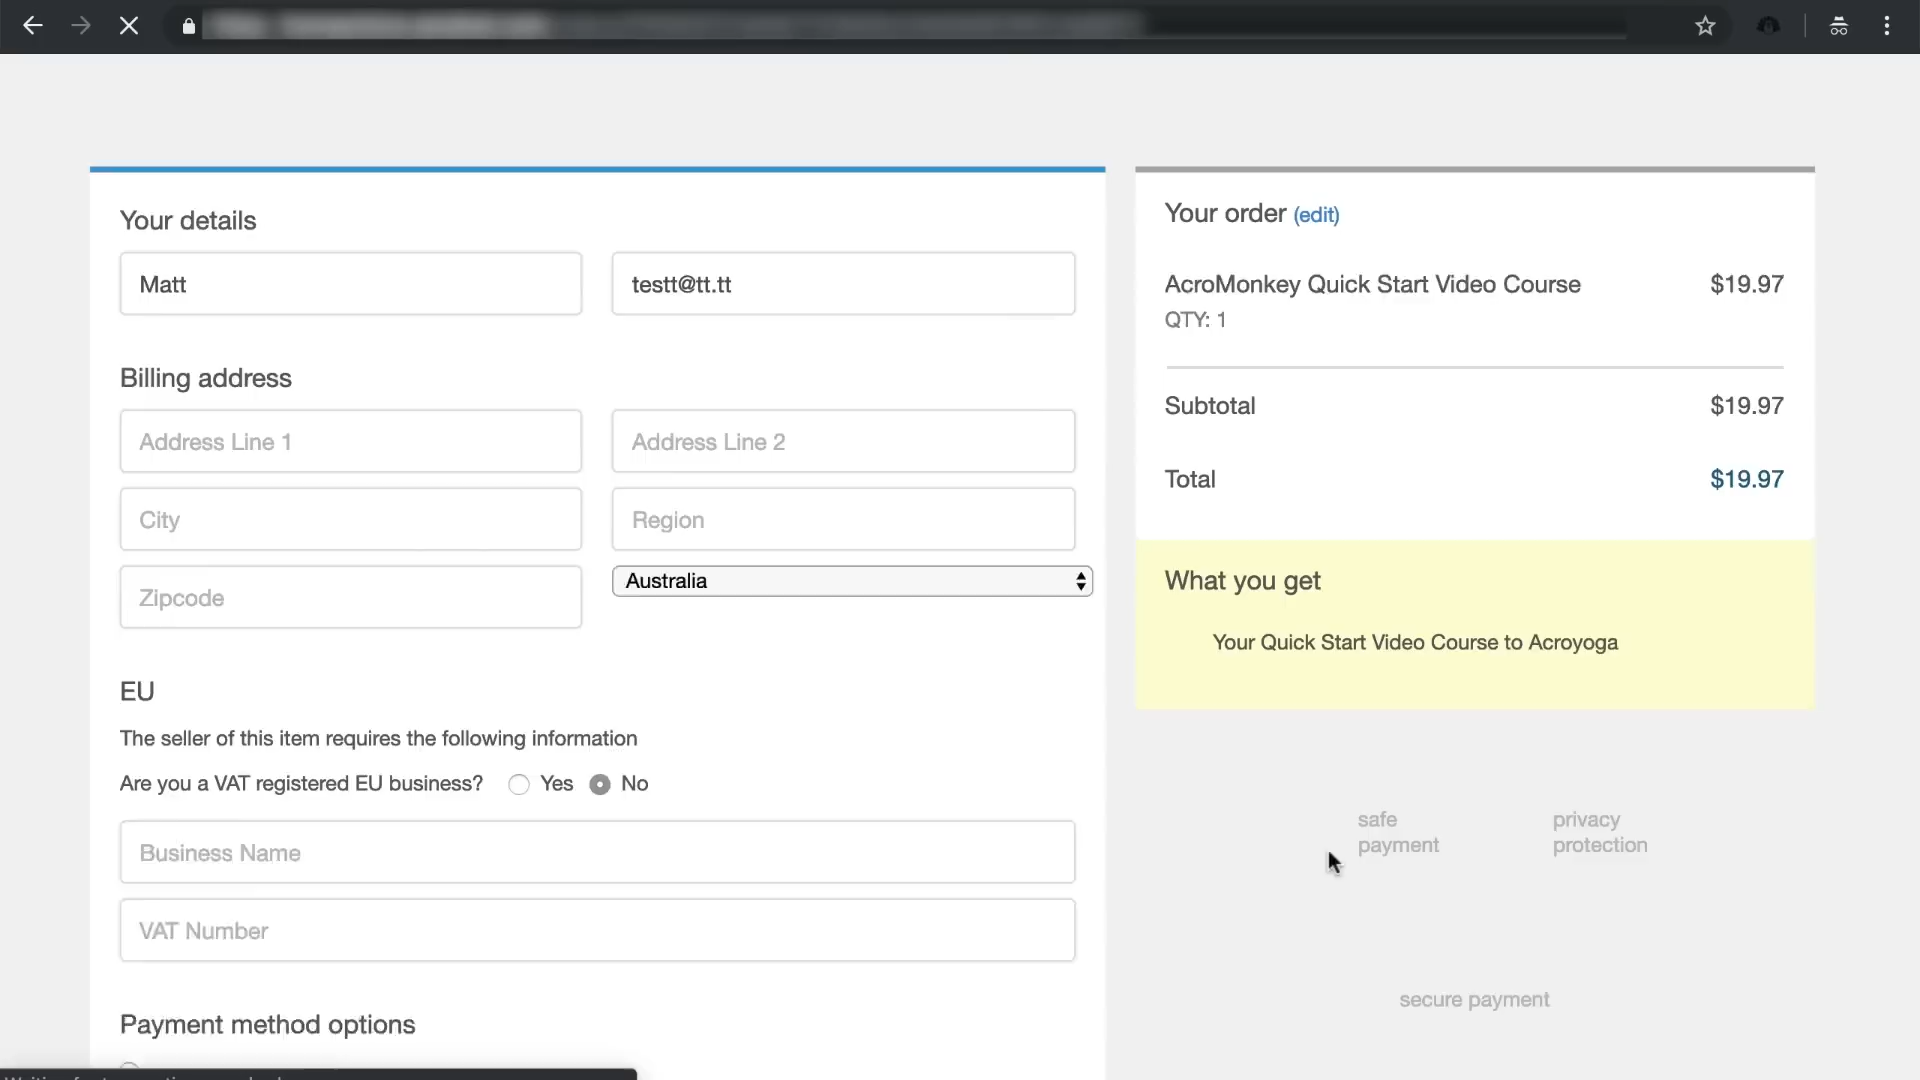 Your details
Matt
testt@tt.tt
Billing address
Address Line 1
Address Line 2
City
Region
Zipcode
Australia
EU
The seller of this item requires the following information
Are you a VAT registered EU business? Yes No
Business Name
VAT Number
Payment method options
Your order (edit)
AcroMonkey Quick Start Video Course $19.97
QTY: 1
Subtotal $19.97
Total $19.97
What you get
Your Quick Start Video Course to Acroyoga
safe
payment
privacy
protection
secure payment